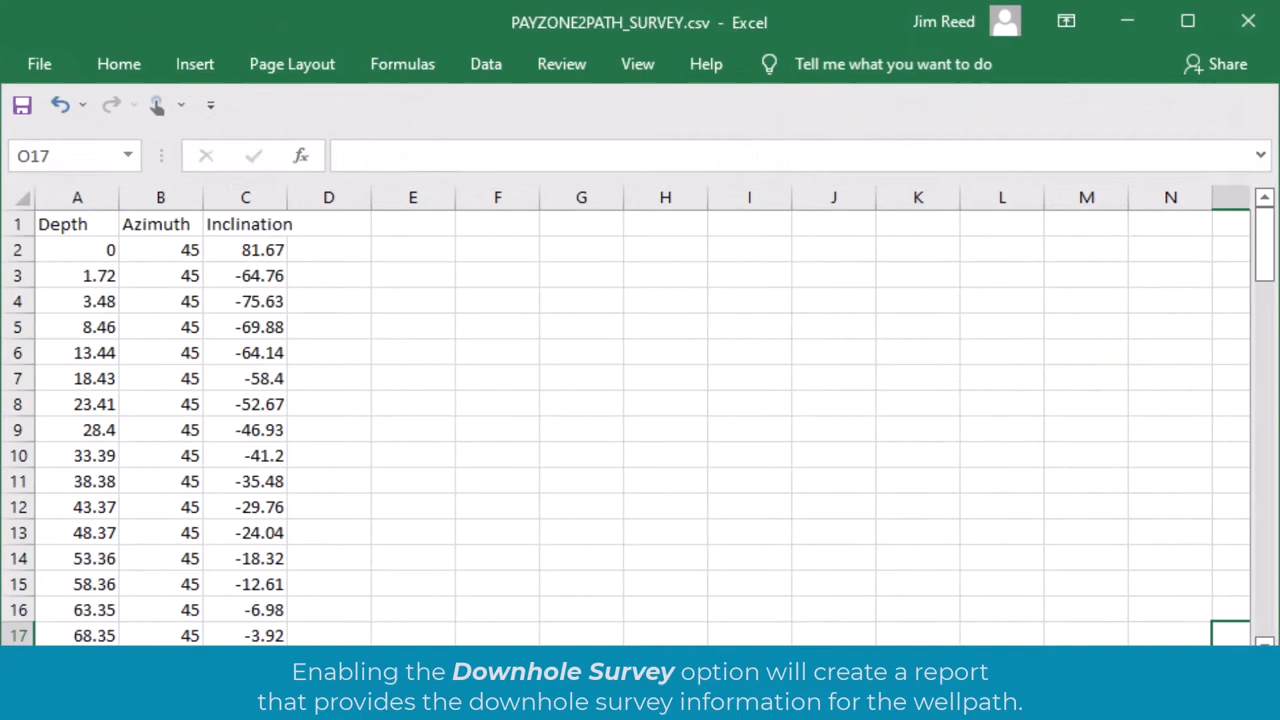 PAYZONE2PATH_SURVEY.csv - Excel
Jim Reed
File Home Insert Page Layout Formulas Data Review View Help Tell me what you want to do Share
O17 fx
A B C D E F G H I J K L M N
1 Depth Azimuth Inclination
2 0 45 81.67
3 1.72 45 -64.76
4 3.48 45 -75.63
5 8.46 45 -69.88
6 13.44 45 -64.14
7 18.43 45 -58.4
8 23.41 45 -52.67
9 28.4 45 -46.93
10 33.39 45 -41.2
11 38.38 45 -35.48
12 43.37 45 -29.76
13 48.37 45 -24.04
14 53.36 45 -18.32
15 58.36 45 -12.61
16 63.35 45 -6.98
17 68.35 45 -3.92
Enabling the Downhole Survey option will create a report
that provides the downhole survey information for the wellpath.